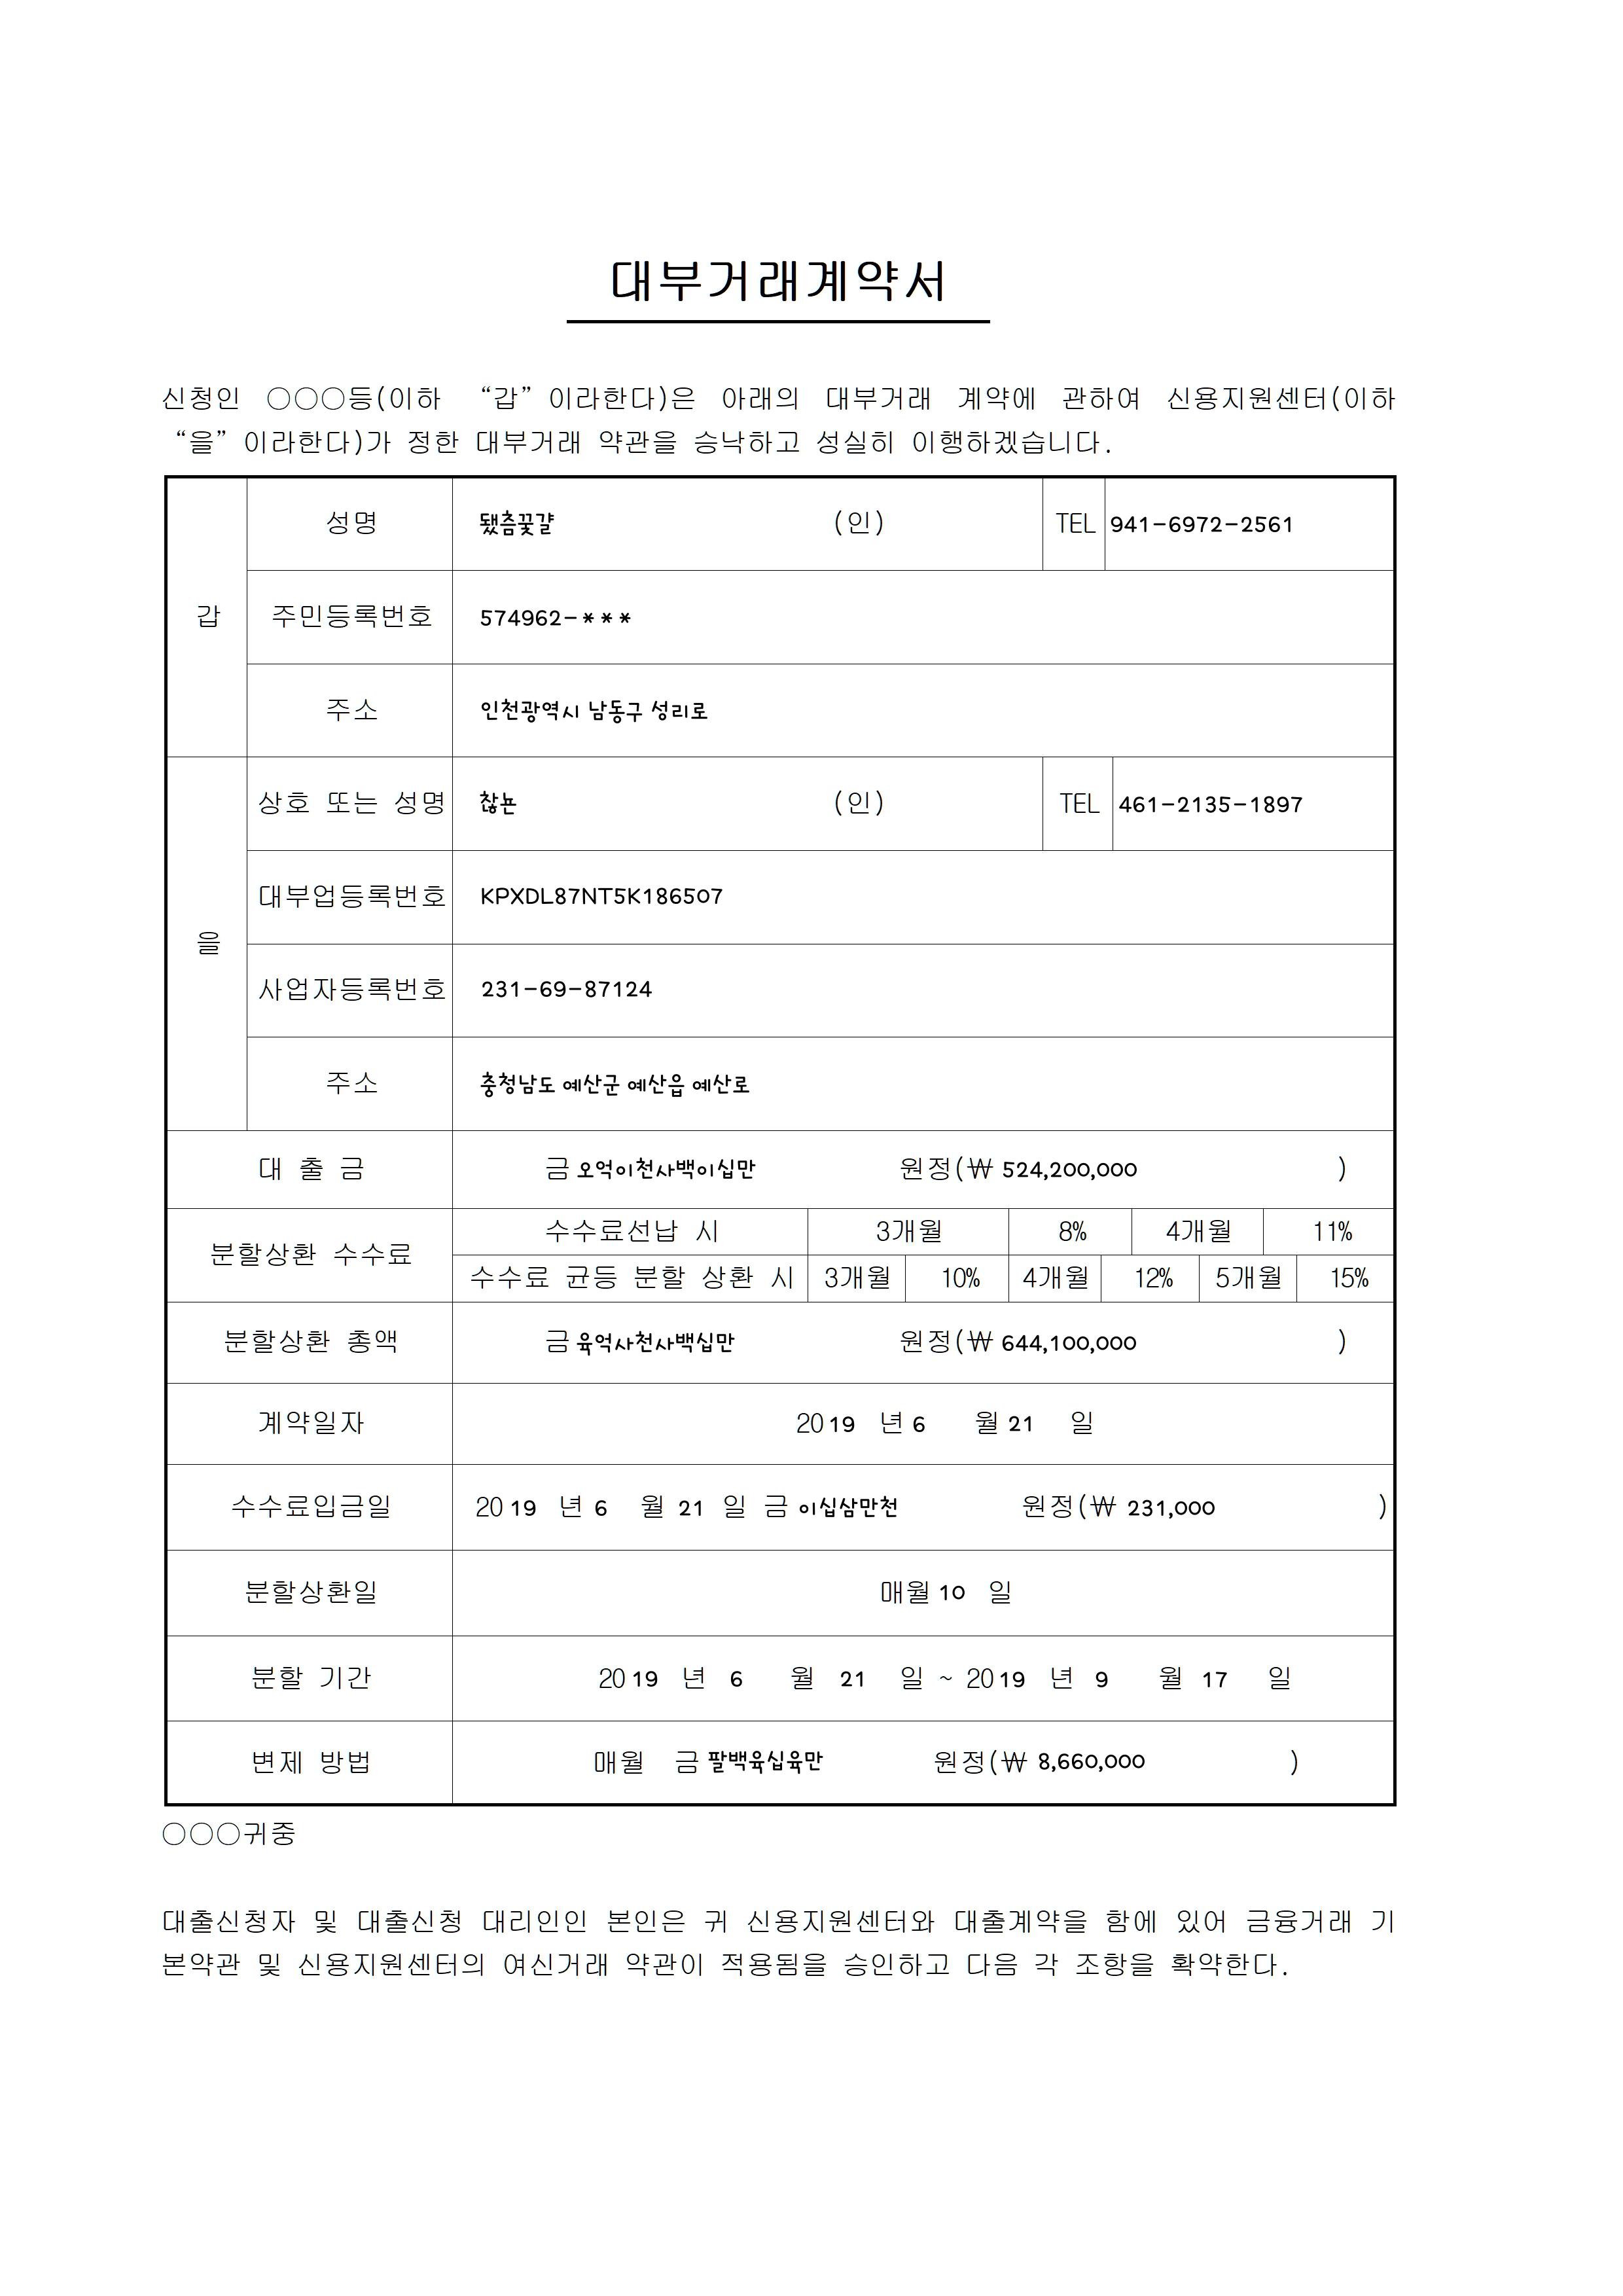 대부거래계약서
신청인 ○○○등(이하 “갑”이라한다)은 아래의 대부거래 계약에 관하여 신용지원센터(이하
“을”이라한다)가 정한 대부거래 약관을 승낙하고 성실히 이행하겠습니다.
갑
성명 됐츰꽃걀 (인) TEL 941-6972-2561
주민등록번호 574962-***
주소 인천광역시 남동구 성리로
을
상호 또는 성명 찮뇬 (인) TEL 461-2135-1897
대부업등록번호 KPXDL87NT5K186507
사업자등록번호 231-69-87124
주소 충청남도 예산군 예산읍 예산로
대 출 금 금 오억이천사백이십만 원정(₩ 524,200,000 )
분할상환 수수료
수수료선납 시 3개월 8% 4개월 11%
수수료 균등 분할 상환 시 3개월 10% 4개월 12% 5개월 15%
분할상환 총액 금 육억사천사백십만 원정(₩ 644,100,000 )
계약일자 2019 년 6 월 21 일
수수료입금일 2019 년 6 월 21 일 금 이십삼만천 원정(₩ 231,000 )
분할상환일 매월 10 일
분할 기간 2019 년 6 월 21 일 ~ 2019 년 9 월 17 일
변제 방법 매월 금 팔백육십육만 원정(₩ 8,660,000 )
○○○귀중
대출신청자 및 대출신청 대리인인 본인은 귀 신용지원센터와 대출계약을 함에 있어 금융거래 기
본약관 및 신용지원센터의 여신거래 약관이 적용됨을 승인하고 다음 각 조항을 확약한다.